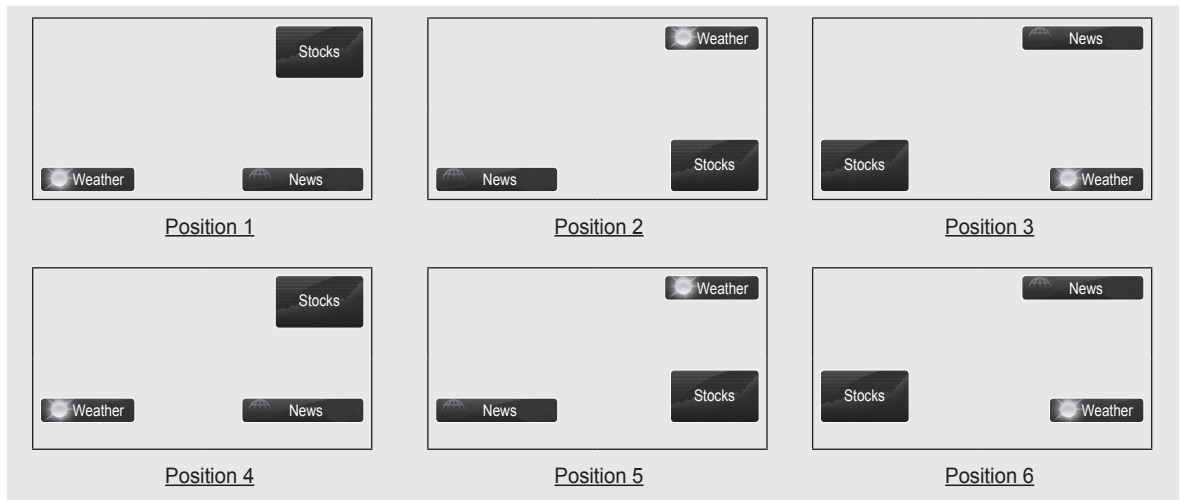 Stocks
Weather
News
Position 1
Weather
News
Stocks
Position 2
News
Stocks
Weather
Position 3
Stocks
Weather
News
Position 4
Weather
News
Stocks
Position 5
News
Stocks
Weather
Position 6